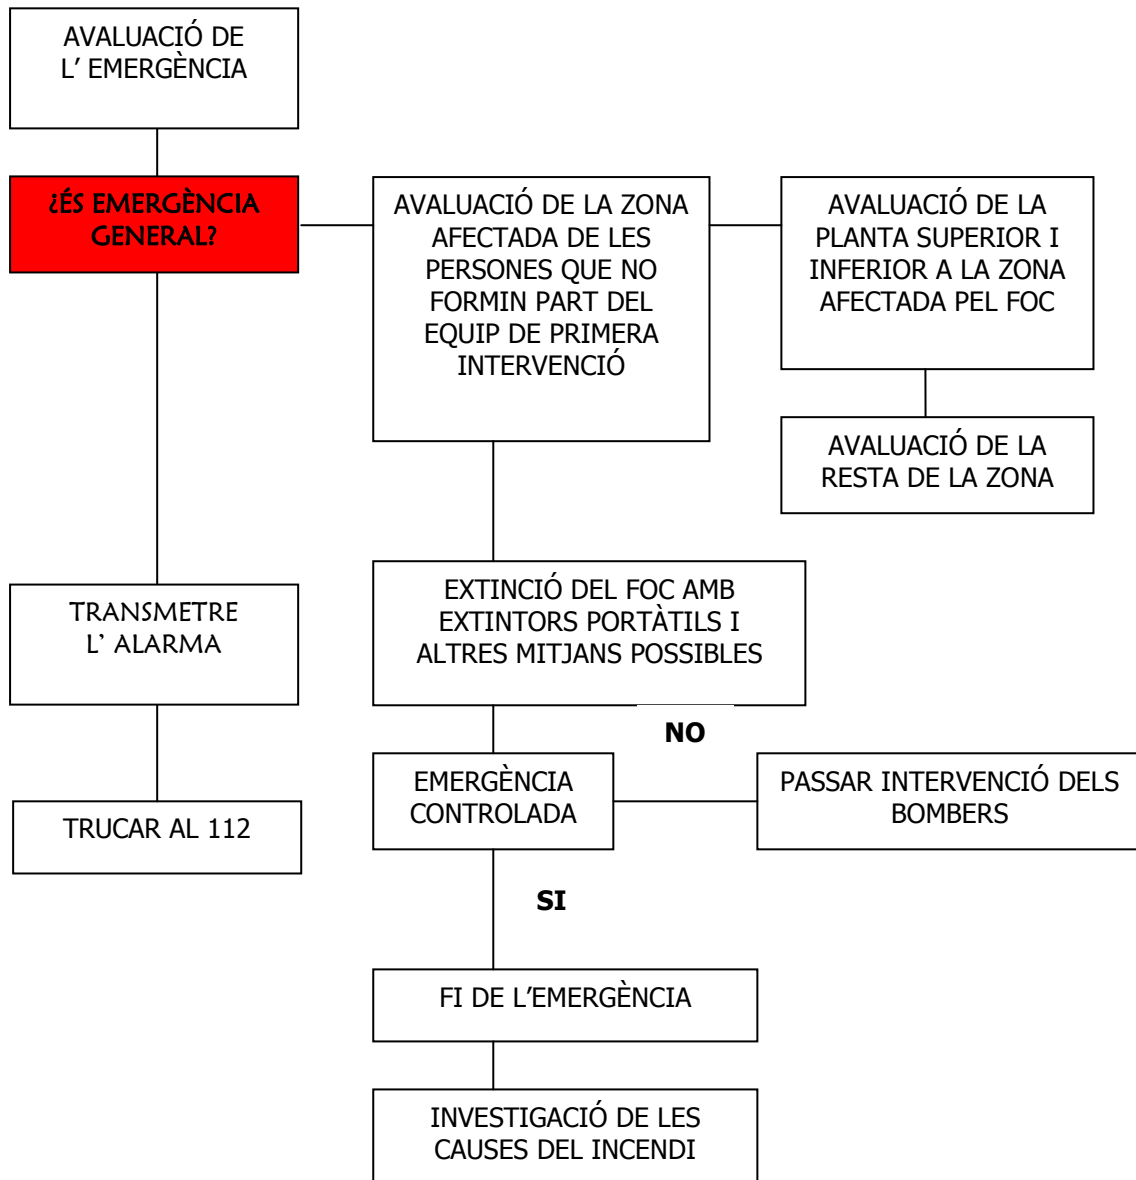 AVALUACIÓ DE
L’ EMERGÈNCIA
¿ÉS EMERGÈNCIA
GENERAL?
AVALUACIÓ DE LA ZONA
AFECTADA DE LES
PERSONES QUE NO
FORMIN PART DEL
EQUIP DE PRIMERA
INTERVENCIÓ
AVALUACIÓ DE LA
PLANTA SUPERIOR I
INFERIOR A LA ZONA
AFECTADA PEL FOC
AVALUACIÓ DE LA
RESTA DE LA ZONA
TRANSMETRE
L’ ALARMA
EXTINCIÓ DEL FOC AMB
EXTINTORS PORTÀTILS I
ALTRES MITJANS POSSIBLES
NO
EMERGÈNCIA
CONTROLADA
PASSAR INTERVENCIÓ DELS
BOMBERS
TRUCAR AL 112
SI
FI DE L’EMERGÈNCIA
INVESTIGACIÓ DE LES
CAUSES DEL INCENDI